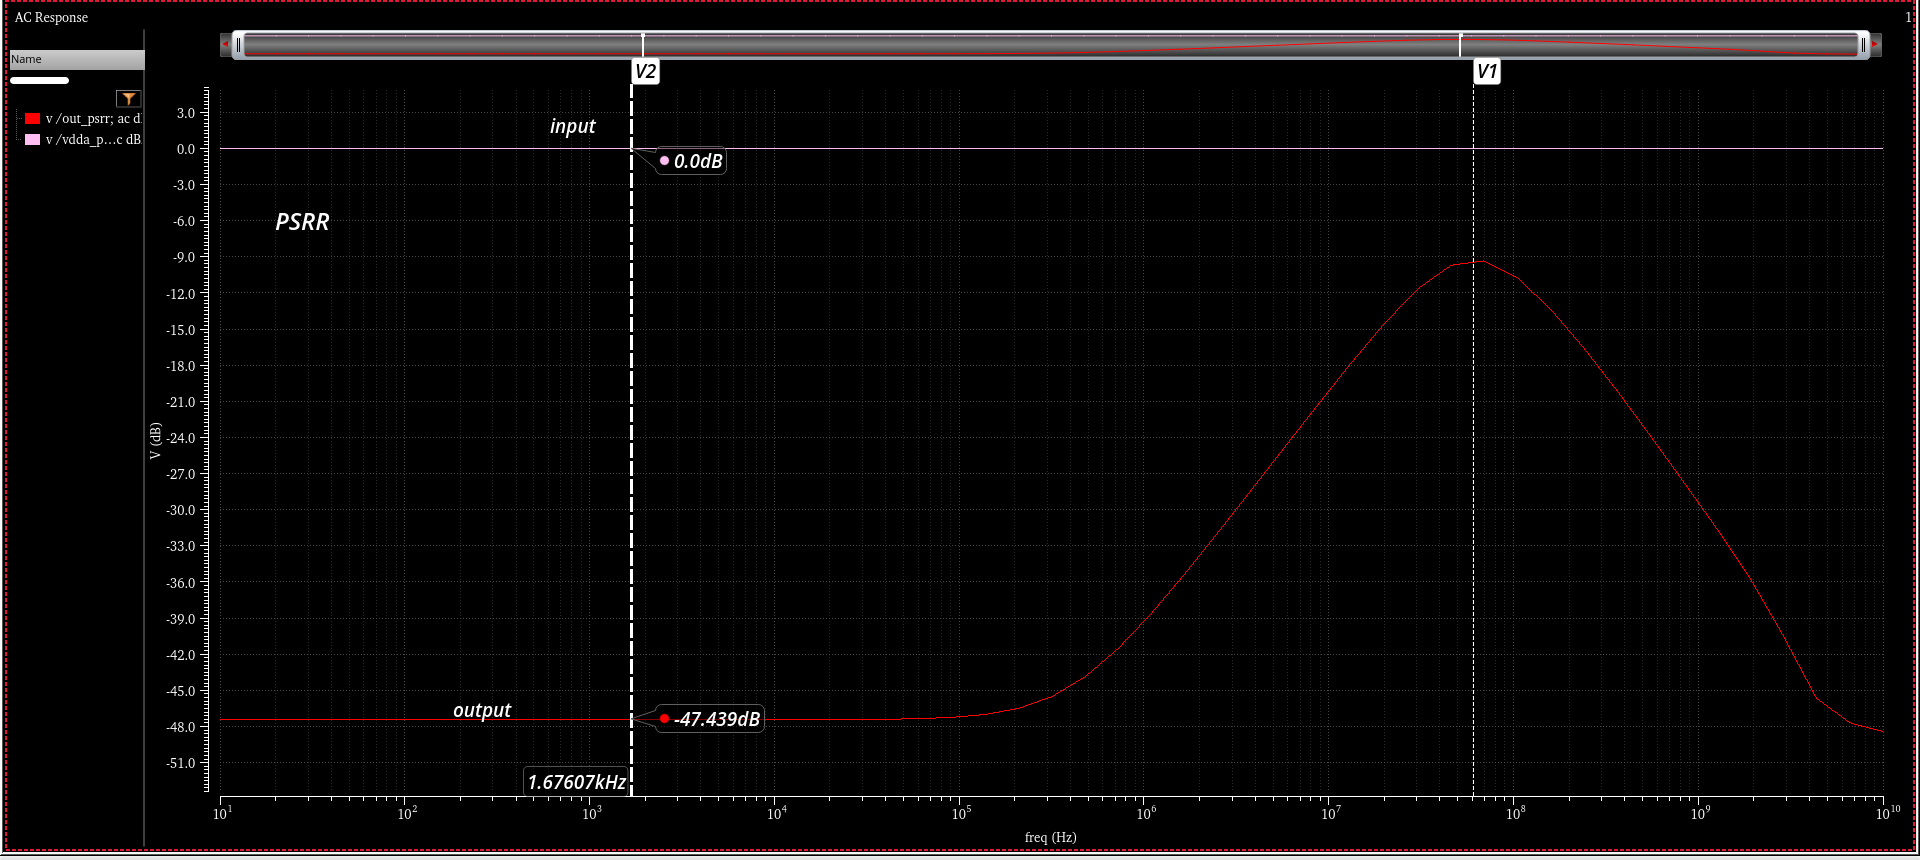 AC Response
1
Name
v /out_psrr; ac d
v /vdda_p...c dB
V2
V1
input
0.0dB
PSRR
output
-47.439dB
1.67607kHz
V (dB)
3.0
0.0
-3.0
-6.0
-9.0
-12.0
-15.0
-18.0
-21.0
-24.0
-27.0
-30.0
-33.0
-36.0
-39.0
-42.0
-45.0
-48.0
-51.0
10¹ 10² 10³ 10⁴ 10⁵ 10⁶ 10⁷ 10⁸ 10⁹ 10¹⁰
freq (Hz)